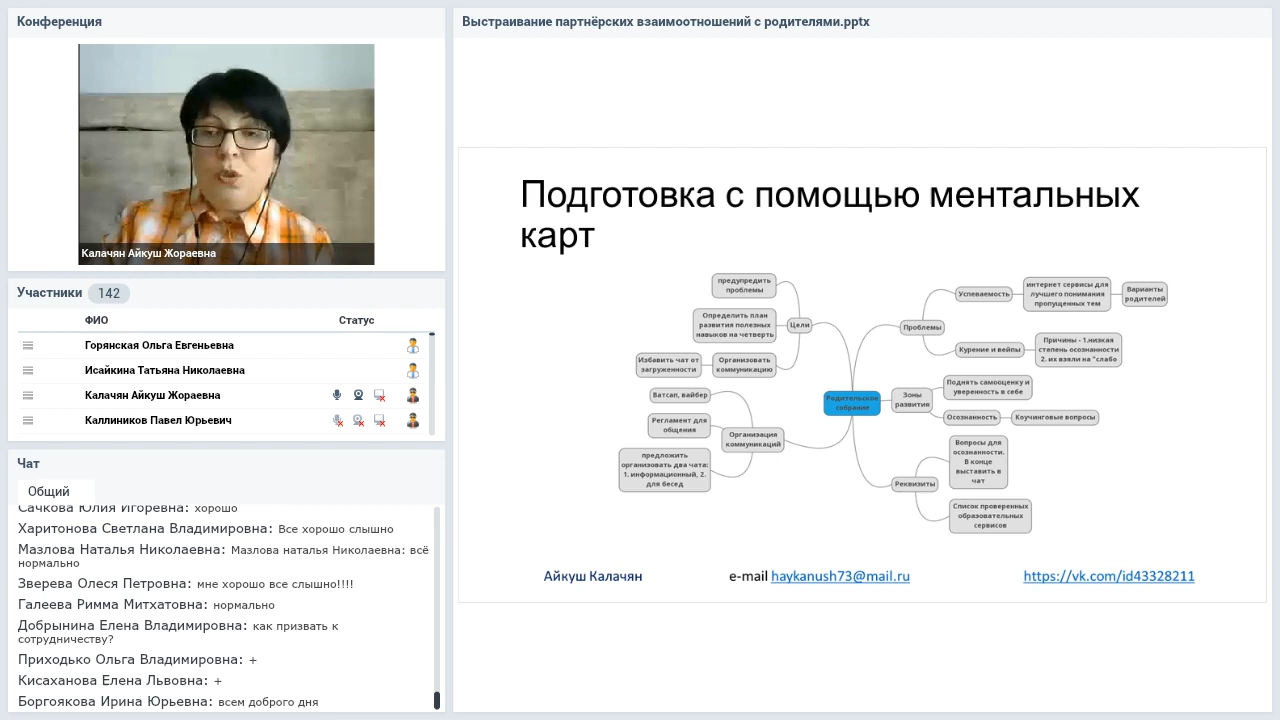 Конференция
Калачян Айкуш Жораевна
Участники 142
ФИО Статус
Горянская Ольга Евгеньевна
Исайкина Татьяна Николаевна
Калачян Айкуш Жораевна
Каллиников Павел Юрьевич
Чат
Общий
Сачкова Юлия Игоревна: хорошо
Харитонова Светлана Владимировна: Все хорошо слышно
Мазлова Наталья Николаевна: Мазлова наталья Николаевна: всё
нормально
Зверева Олеся Петровна: мне хорошо все слышно!!!!
Галеева Римма Митхатовна: нормально
Добрынина Елена Владимировна: как призвать к
сотрудничеству?
Приходько Ольга Владимировна: +
Кисаханова Елена Львовна: +
Боргоякова Ирина Юрьевна: всем доброго дня
Выстраивание партнёрских взаимоотношений с родителями.pptx
Подготовка с помощью ментальных
карт
предупредить
проблемы
Определить план
развития полезных
навыков на четверть
Цели
Избавить чат от
загруженности
Организовать
коммуникацию
Ватсап, вайбер
Регламент для
общения
Организация
коммуникаций
предложить
организовать два чата:
1. информационный, 2.
для бесед
Родительское
собрание
Проблемы
Успеваемость
интернет сервисы для
лучшего понимания
пропущенных тем
Варианты
родителей
Курение и вейпы
Причины - 1.низкая
степень осознанности
2. их взяли на "слабо
Зоны
развития
Поднять самооценку и
уверенность в себе
Осознанность
Коучинговые вопросы
Реквизиты
Вопросы для
осознанности.
В конце
выставить в
чат
Список проверенных
образовательных
сервисов
Айкуш Калачян e-mail haykanush73@mail.ru https://vk.com/id43328211